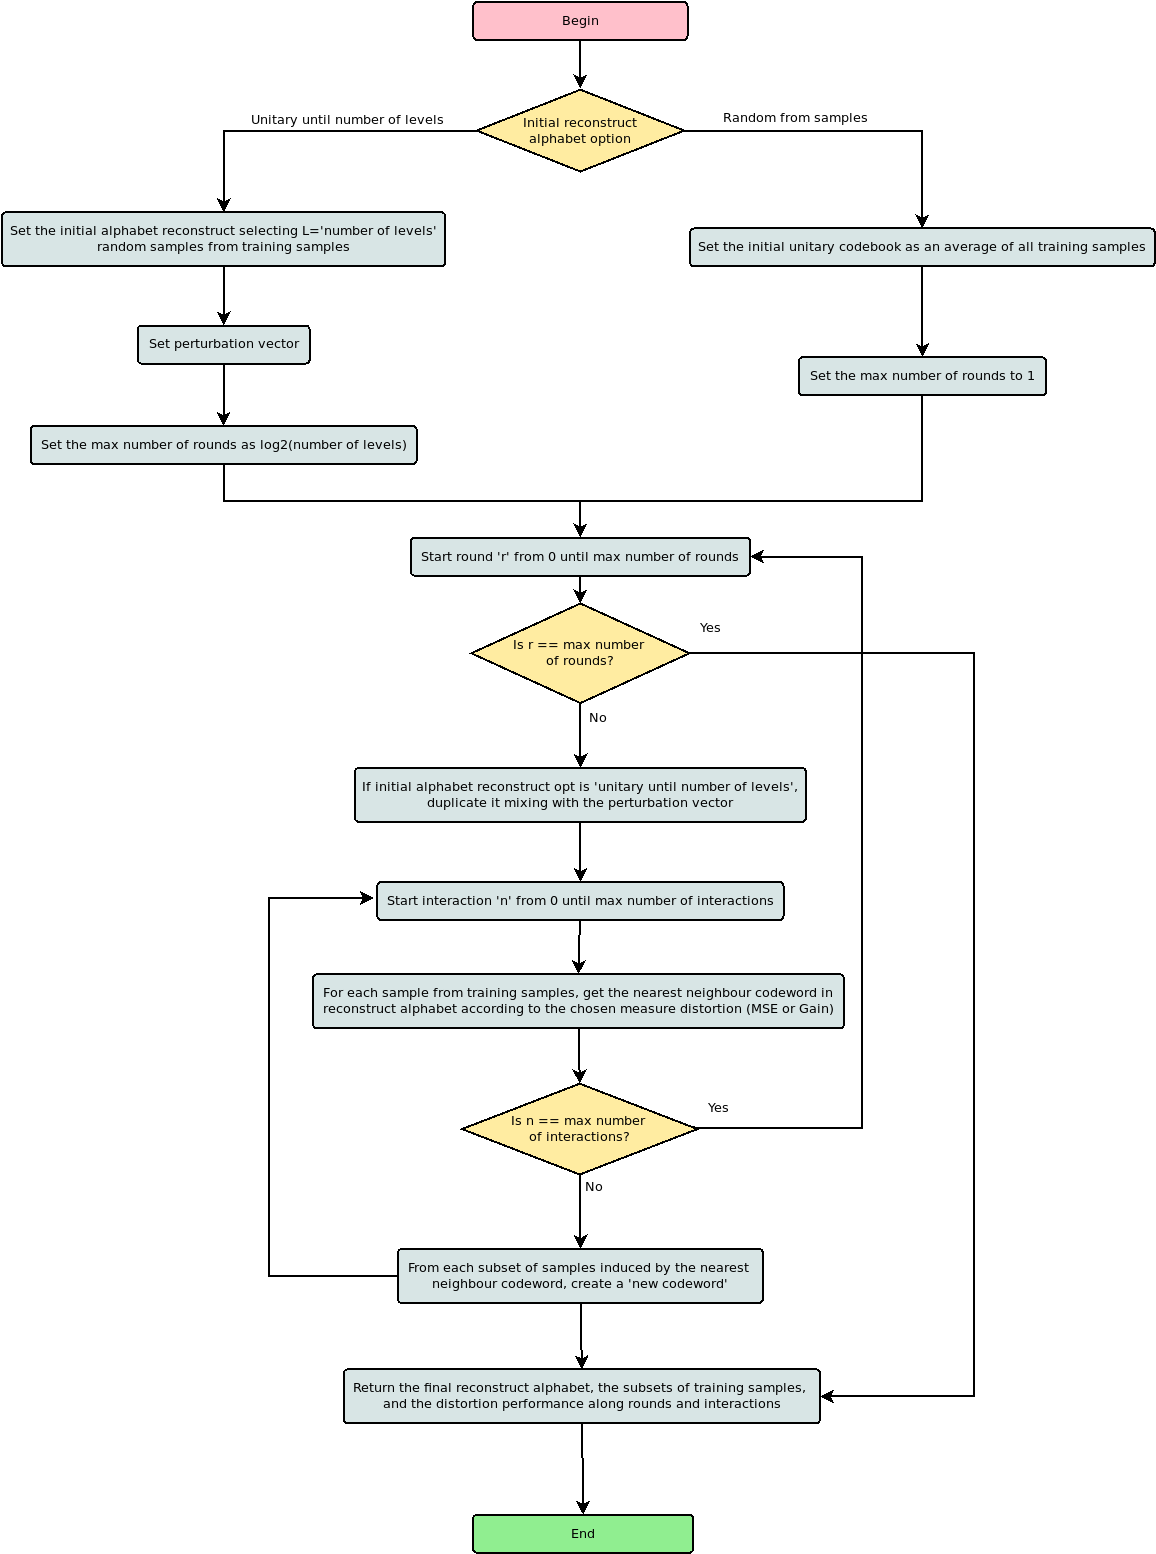 Begin
Initial reconstruct
alphabet option
Unitary until number of levels
Random from samples
Set the initial alphabet reconstruct selecting L='number of levels'
random samples from training samples
Set the initial unitary codebook as an average of all training samples
Set perturbation vector
Set the max number of rounds to 1
Set the max number of rounds as log2(number of levels)
Start round 'r' from 0 until max number of rounds
Is r == max number
of rounds?
Yes
No
If initial alphabet reconstruct opt is 'unitary until number of levels',
duplicate it mixing with the perturbation vector
Start interaction 'n' from 0 until max number of interactions
For each sample from training samples, get the nearest neighbour codeword in
reconstruct alphabet according to the chosen measure distortion (MSE or Gain)
Is n == max number
of interactions?
Yes
No
From each subset of samples induced by the nearest
neighbour codeword, create a 'new codeword'
Return the final reconstruct alphabet, the subsets of training samples,
and the distortion performance along rounds and interactions
End